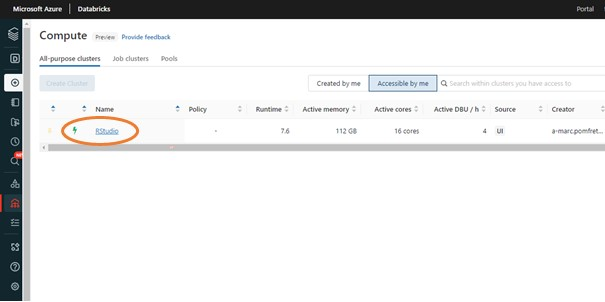 Microsoft Azure | Databricks
Portal
Compute Preview Provide feedback
All-purpose clusters Job clusters Pools
Create Cluster
Created by me Accessible by me Search within clusters you have access to
Name Policy Runtime Active memory Active cores Active DBU / h Source Creator
RStudio - 7.6 112 GB 16 cores 4 UI a-marc.pomfret